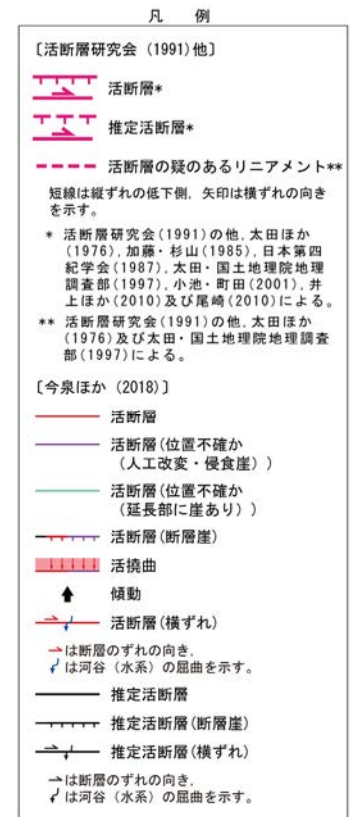 凡 例
〔活断層研究会（1991)他〕
活断層*
推定活断層*
活断層の疑のあるリニアメント**
短線は縦ずれの低下側，矢印は横ずれの向き
を示す。
* 活断層研究会(1991)の他，太田ほか
(1976)，加藤・杉山(1985)，日本第四
紀学会(1987)，太田・国土地理院地理
調査部(1997)，小池・町田(2001)，井
上ほか(2010)及び尾崎(2010)による。
** 活断層研究会(1991)の他，太田ほか
(1976)及び太田・国土地理院地理調査
部(1997)による。
〔今泉ほか（2018)〕
活断層
活断層(位置不確か
（人工改変・侵食崖））
活断層(位置不確か
（延長部に崖あり））
活断層(断層崖)
活撓曲
傾動
活断層(横ずれ)
は断層のずれの向き，
は河谷（水系）の屈曲を示す。
推定活断層
推定活断層(断層崖)
推定活断層(横ずれ)
は断層のずれの向き，
は河谷（水系）の屈曲を示す。